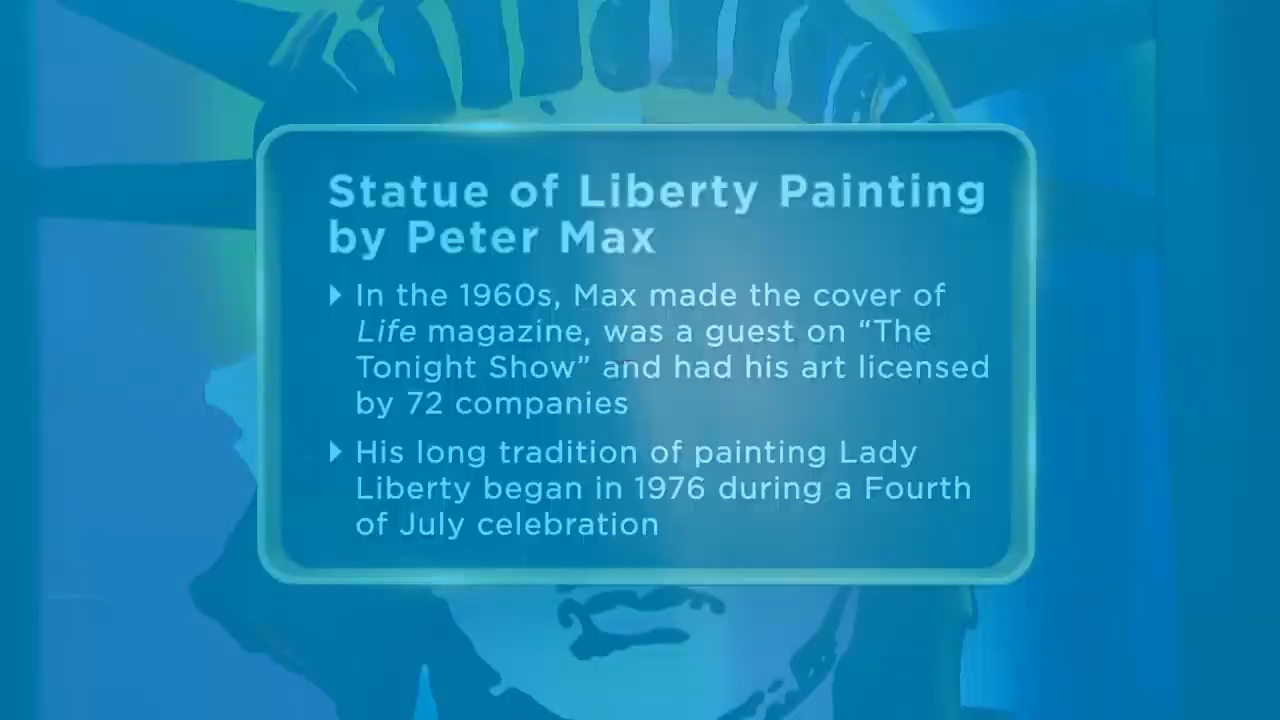 Statue of Liberty Painting
by Peter Max
In the 1960s, Max made the cover of
Life magazine, was a guest on “The
Tonight Show” and had his art licensed
by 72 companies
His long tradition of painting Lady
Liberty began in 1976 during a Fourth
of July celebration